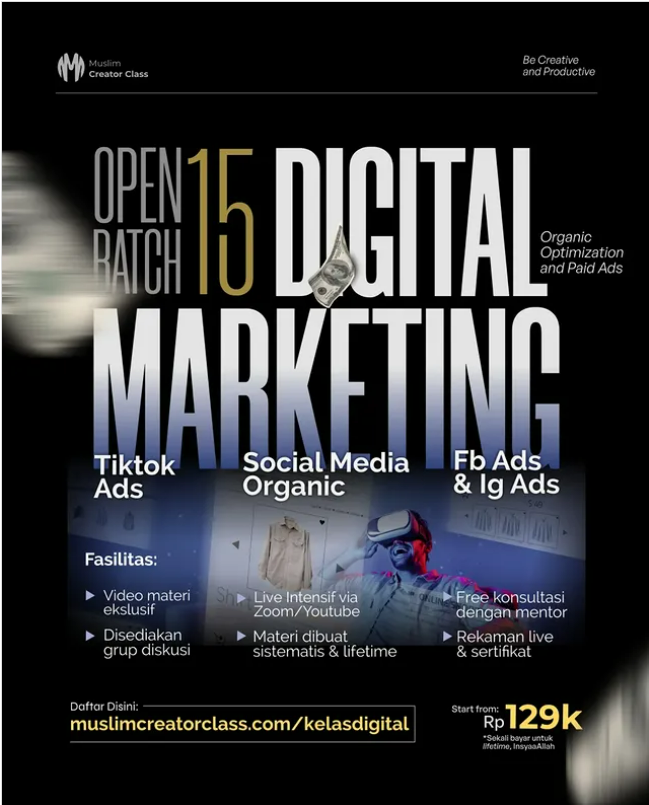 Muslim
Creator Class
Be Creative
and Productive
OPEN
BATCH
15
DIGITAL
MARKETING
Organic
Optimization
and Paid Ads
Tiktok
Ads
Social Media
Organic
Fb Ads
& Ig Ads
Fasilitas:
Video materi
ekslusif
Disediakan
grup diskusi
Live Intensif via
Zoom/Youtube
Materi dibuat
sistematis & lifetime
Free konsultasi
dengan mentor
Rekaman live
& sertifikat
Daftar Disini:
muslimcreatorclass.com/kelasdigital
Start from:
Rp129k
*Sekali bayar untuk
lifetime, InsyaaAllah